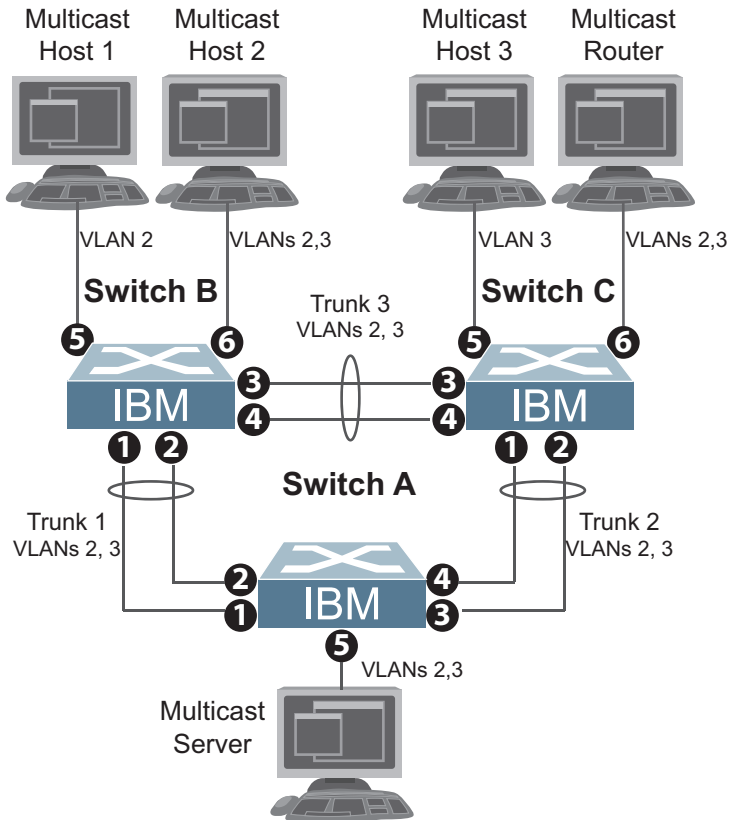 Multicast
Host 1
Multicast
Host 2
Multicast
Host 3
Multicast
Router
VLAN 2
VLANs 2,3
VLAN 3
VLANs 2,3
Switch B
Trunk 3
VLANs 2, 3
Switch C
5
6
5
6
IBM
3
4
3
4
IBM
1
2
1
2
Switch A
Trunk 1
VLANs 2, 3
Trunk 2
VLANs 2, 3
2
1
IBM
4
3
5
VLANs 2,3
Multicast
Server